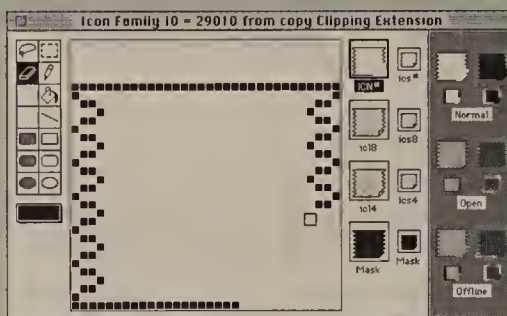 Icon Family ID = 29010 from copy Clipping Extension
ICN#
ics#
icl8
ics8
icl4
ics4
Mask
Mask
Normal
Open
Offline